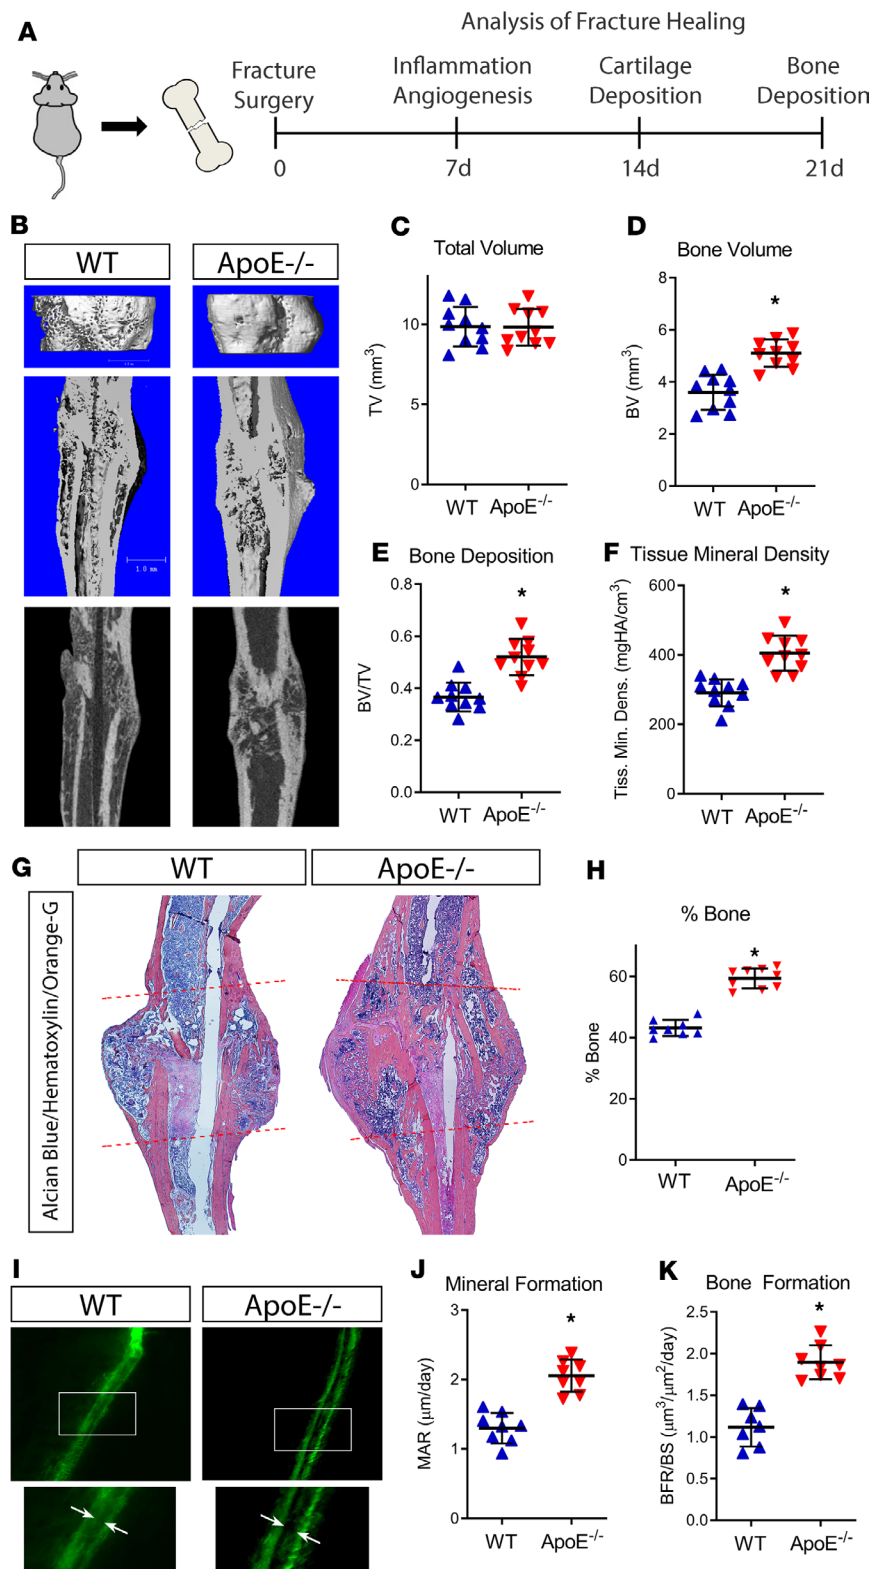 A
Analysis of Fracture Healing
Fracture
Surgery
Inflammation
Angiogenesis
Cartilage
Deposition
Bone
Deposition
0
7d
14d
21d
B
WT
ApoE-/-
1.0 mm
C
Total Volume
TV (mm³)
10
5
0
WT
ApoE-/-
D
Bone Volume
*
BV (mm³)
8
6
4
2
0
WT
ApoE-/-
E
Bone Deposition
*
BV/TV
0.8
0.6
0.4
0.2
0.0
WT
ApoE-/-
F
Tissue Mineral Density
*
Tiss. Min. Dens. (mgHA/cm³)
600
400
200
0
WT
ApoE-/-
G
WT
ApoE-/-
Alcian Blue/Hematoxylin/Orange-G
H
% Bone
*
% Bone
60
40
20
0
WT
ApoE-/-
I
WT
ApoE-/-
J
Mineral Formation
*
MAR (μm/day)
3
2
1
0
WT
ApoE-/-
K
Bone Formation
*
BFR/BS (μm³/μm²/day)
2.5
2.0
1.5
1.0
0.5
0.0
WT
ApoE-/-